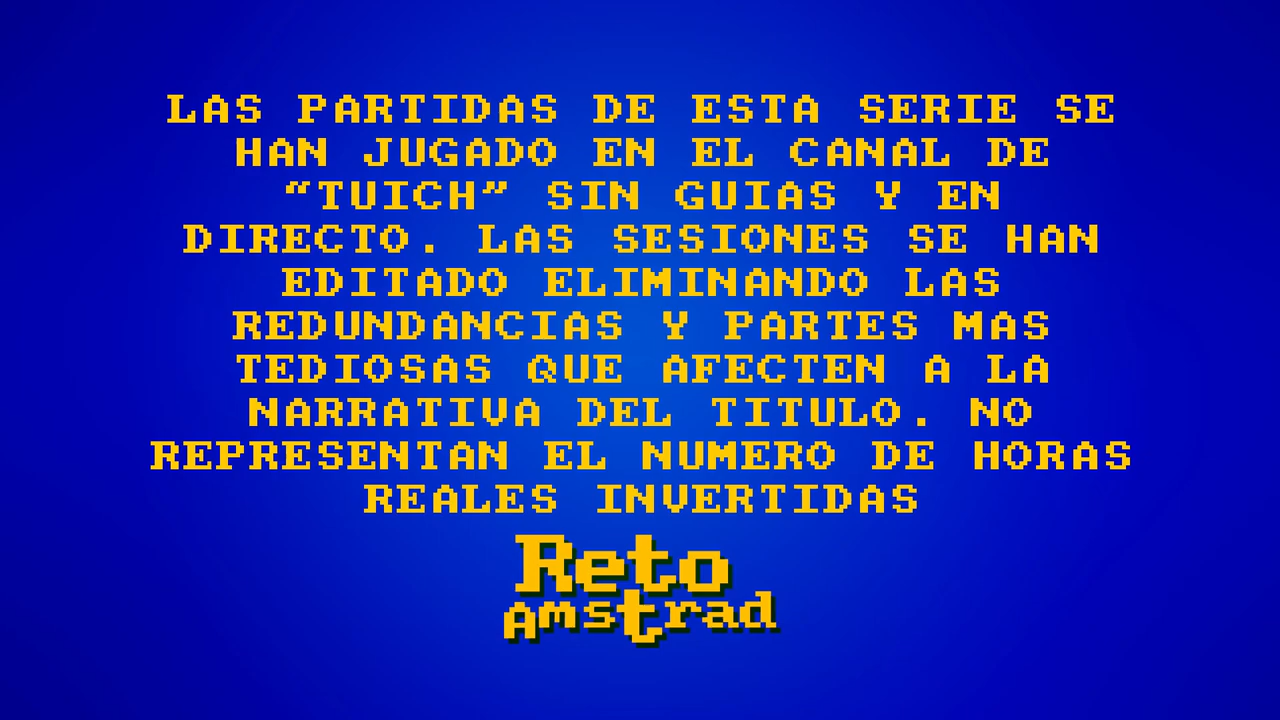 LAS PARTIDAS DE ESTA SERIE SE
HAN JUGADO EN EL CANAL DE
"TUICH" SIN GUIAS Y EN
DIRECTO. LAS SESIONES SE HAN
EDITADO ELIMINANDO LAS
REDUNDANCIAS Y PARTES MAS
TEDIOSAS QUE AFECTEN A LA
NARRATIVA DEL TITULO. NO
REPRESENTAN EL NUMERO DE HORAS
REALES INVERTIDAS
Reto
Amstrad